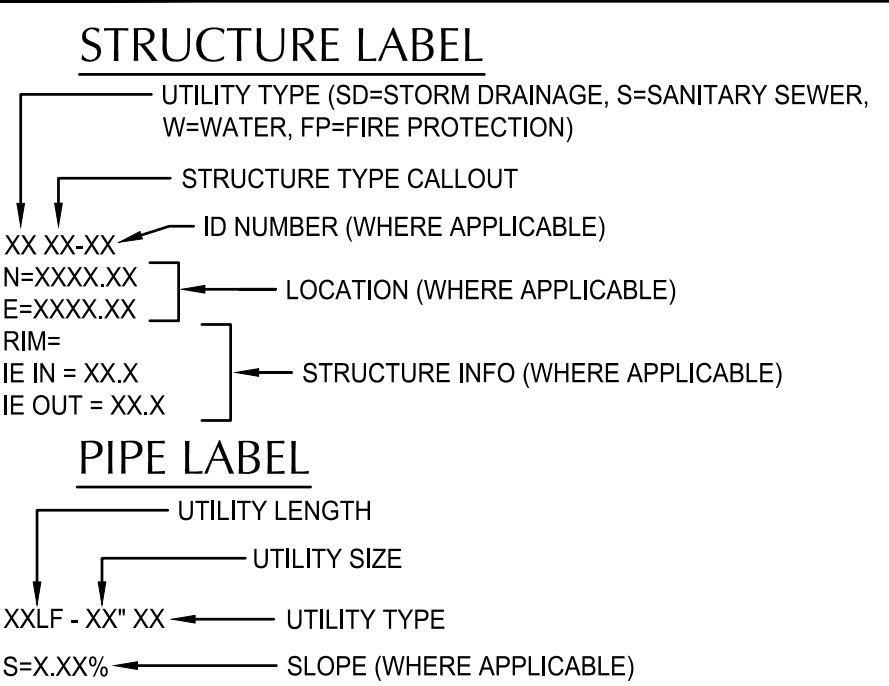 STRUCTURE LABEL
UTILITY TYPE (SD=STORM DRAINAGE, S=SANITARY SEWER,
W=WATER, FP=FIRE PROTECTION)
STRUCTURE TYPE CALLOUT
ID NUMBER (WHERE APPLICABLE)
XX XX-XX
N=XXXX.XX
E=XXXX.XX
LOCATION (WHERE APPLICABLE)
RIM=
IE IN = XX.X
IE OUT = XX.X
STRUCTURE INFO (WHERE APPLICABLE)
PIPE LABEL
UTILITY LENGTH
UTILITY SIZE
XXLF - XX" XX
UTILITY TYPE
S=X.XX%
SLOPE (WHERE APPLICABLE)